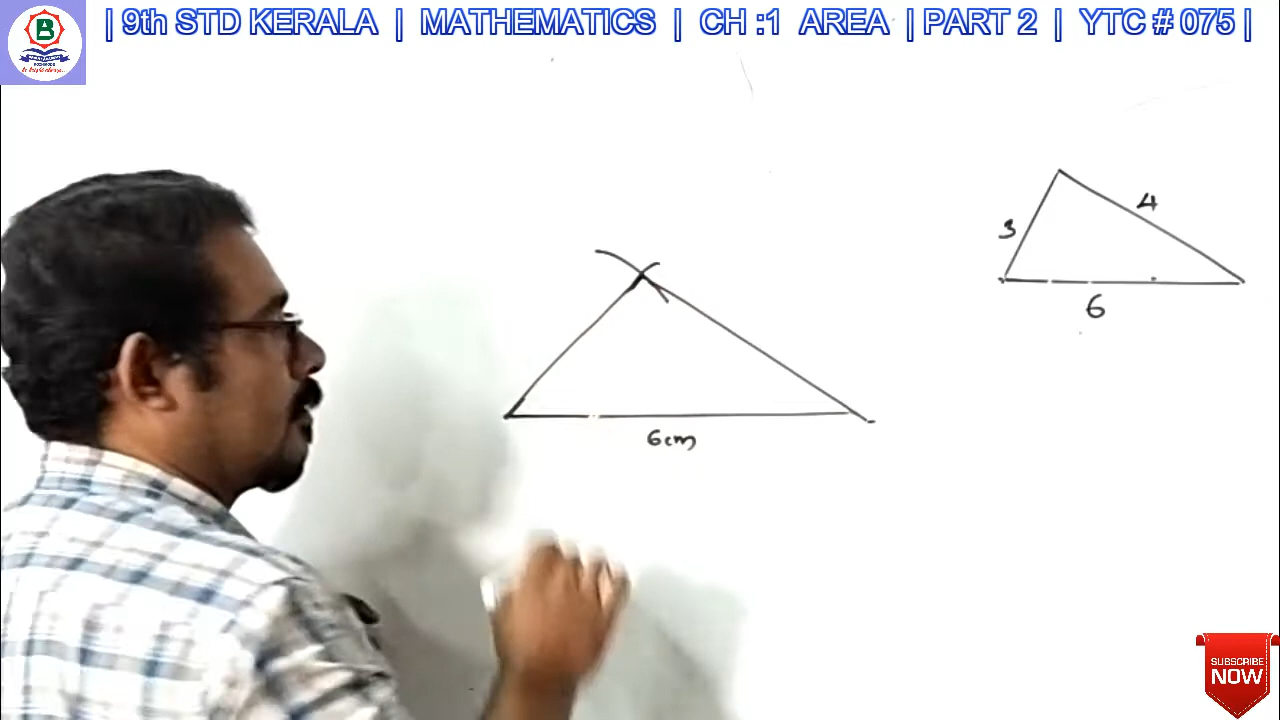 | 9th STD KERALA | MATHEMATICS | CH :1 AREA | PART 2 | YTC # 075 |
B
3
4
6
6cm
SUBSCRIBE
NOW